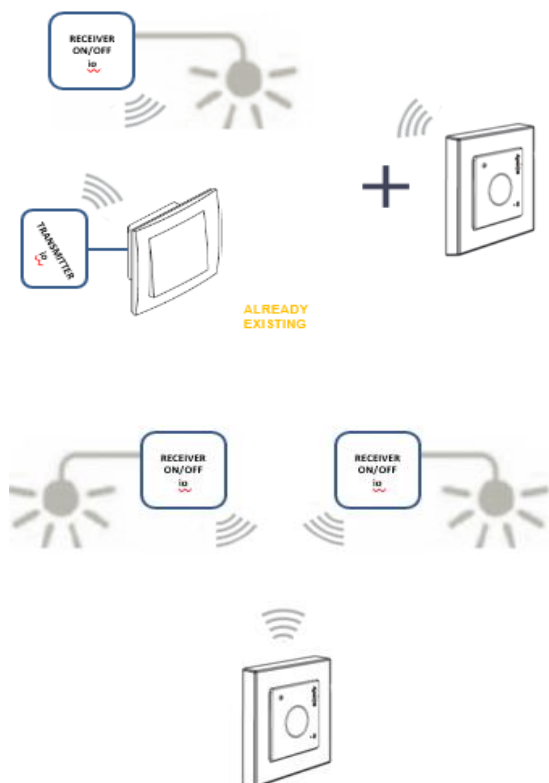 RECEIVER
ON/OFF
io
TRANSMITTER
io
ALREADY
EXISTING
RECEIVER
ON/OFF
io
RECEIVER
ON/OFF
io